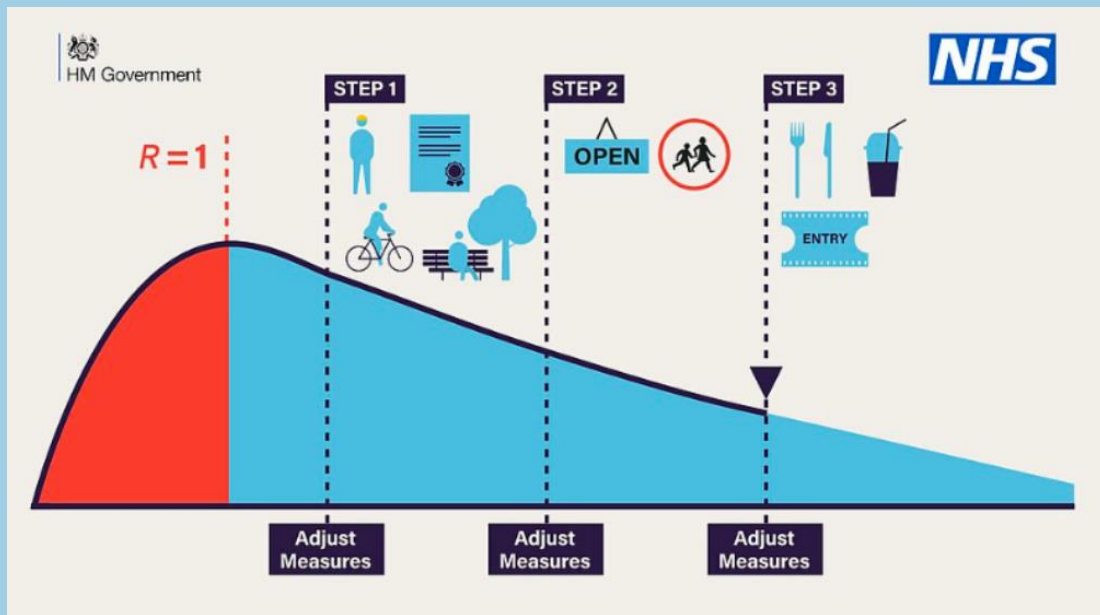 HM Government
NHS
STEP 1
STEP 2
STEP 3
R=1
OPEN
ENTRY
Adjust
Measures
Adjust
Measures
Adjust
Measures